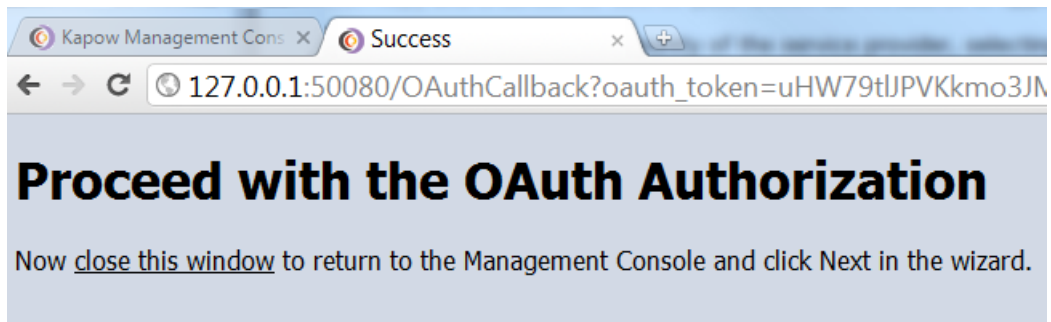 Kapow Management Cons
Success
127.0.0.1:50080/OAuthCallback?oauth_token=uHW79tlJPVKkmo3JM
Proceed with the OAuth Authorization
Now close this window to return to the Management Console and click Next in the wizard.